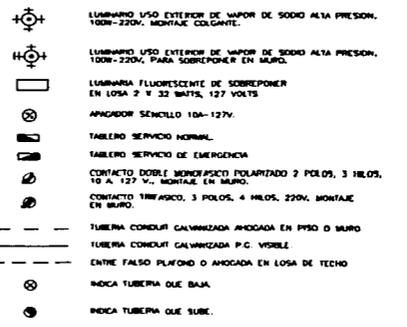 LUMINARIO USO EXTERIOR DE VAPOR DE SODIO ALTA PRESION,
100W-220V, MONTAJE COLGANTE.
LUMINARIO USO EXTERIOR DE VAPOR DE SODIO ALTA PRESION,
100W-220V, PARA SOBREPONER EN MURO.
LUMINARIA FLUORESCENTE DE SOBREPONER
EN LOSA 2 X 32 WATTS, 127 VOLTS
APAGADOR SENCILLO 10A-127V.
TABLERO SERVICIO NORMAL.
TABLERO SERVICIO DE EMERGENCIA
CONTACTO DOBLE MONOFASICO POLARIZADO 2 POLOS, 3 HILOS,
10 A, 127 V., MONTAJE EN MURO.
CONTACTO TRIFASICO, 3 POLOS, 4 HILOS, 220V, MONTAJE
EN MURO.
TUBERIA CONDUIT GALVANIZADA AHOGADA EN PISO O MURO
TUBERIA CONDUIT GALVANIZADA P.G. VISIBLE
ENTRE FALSO PLAFOND O AHOGADA EN LOSA DE TECHO
INDICA TUBERIA QUE BAJA.
INDICA TUBERIA QUE SUBE.